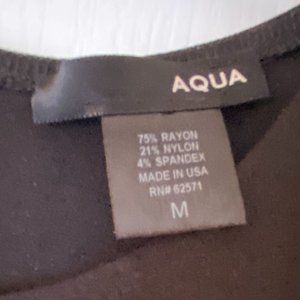 AQUA
75% RAYON
21% NYLON
4% SPANDEX
MADE IN USA
RN# 62571
M